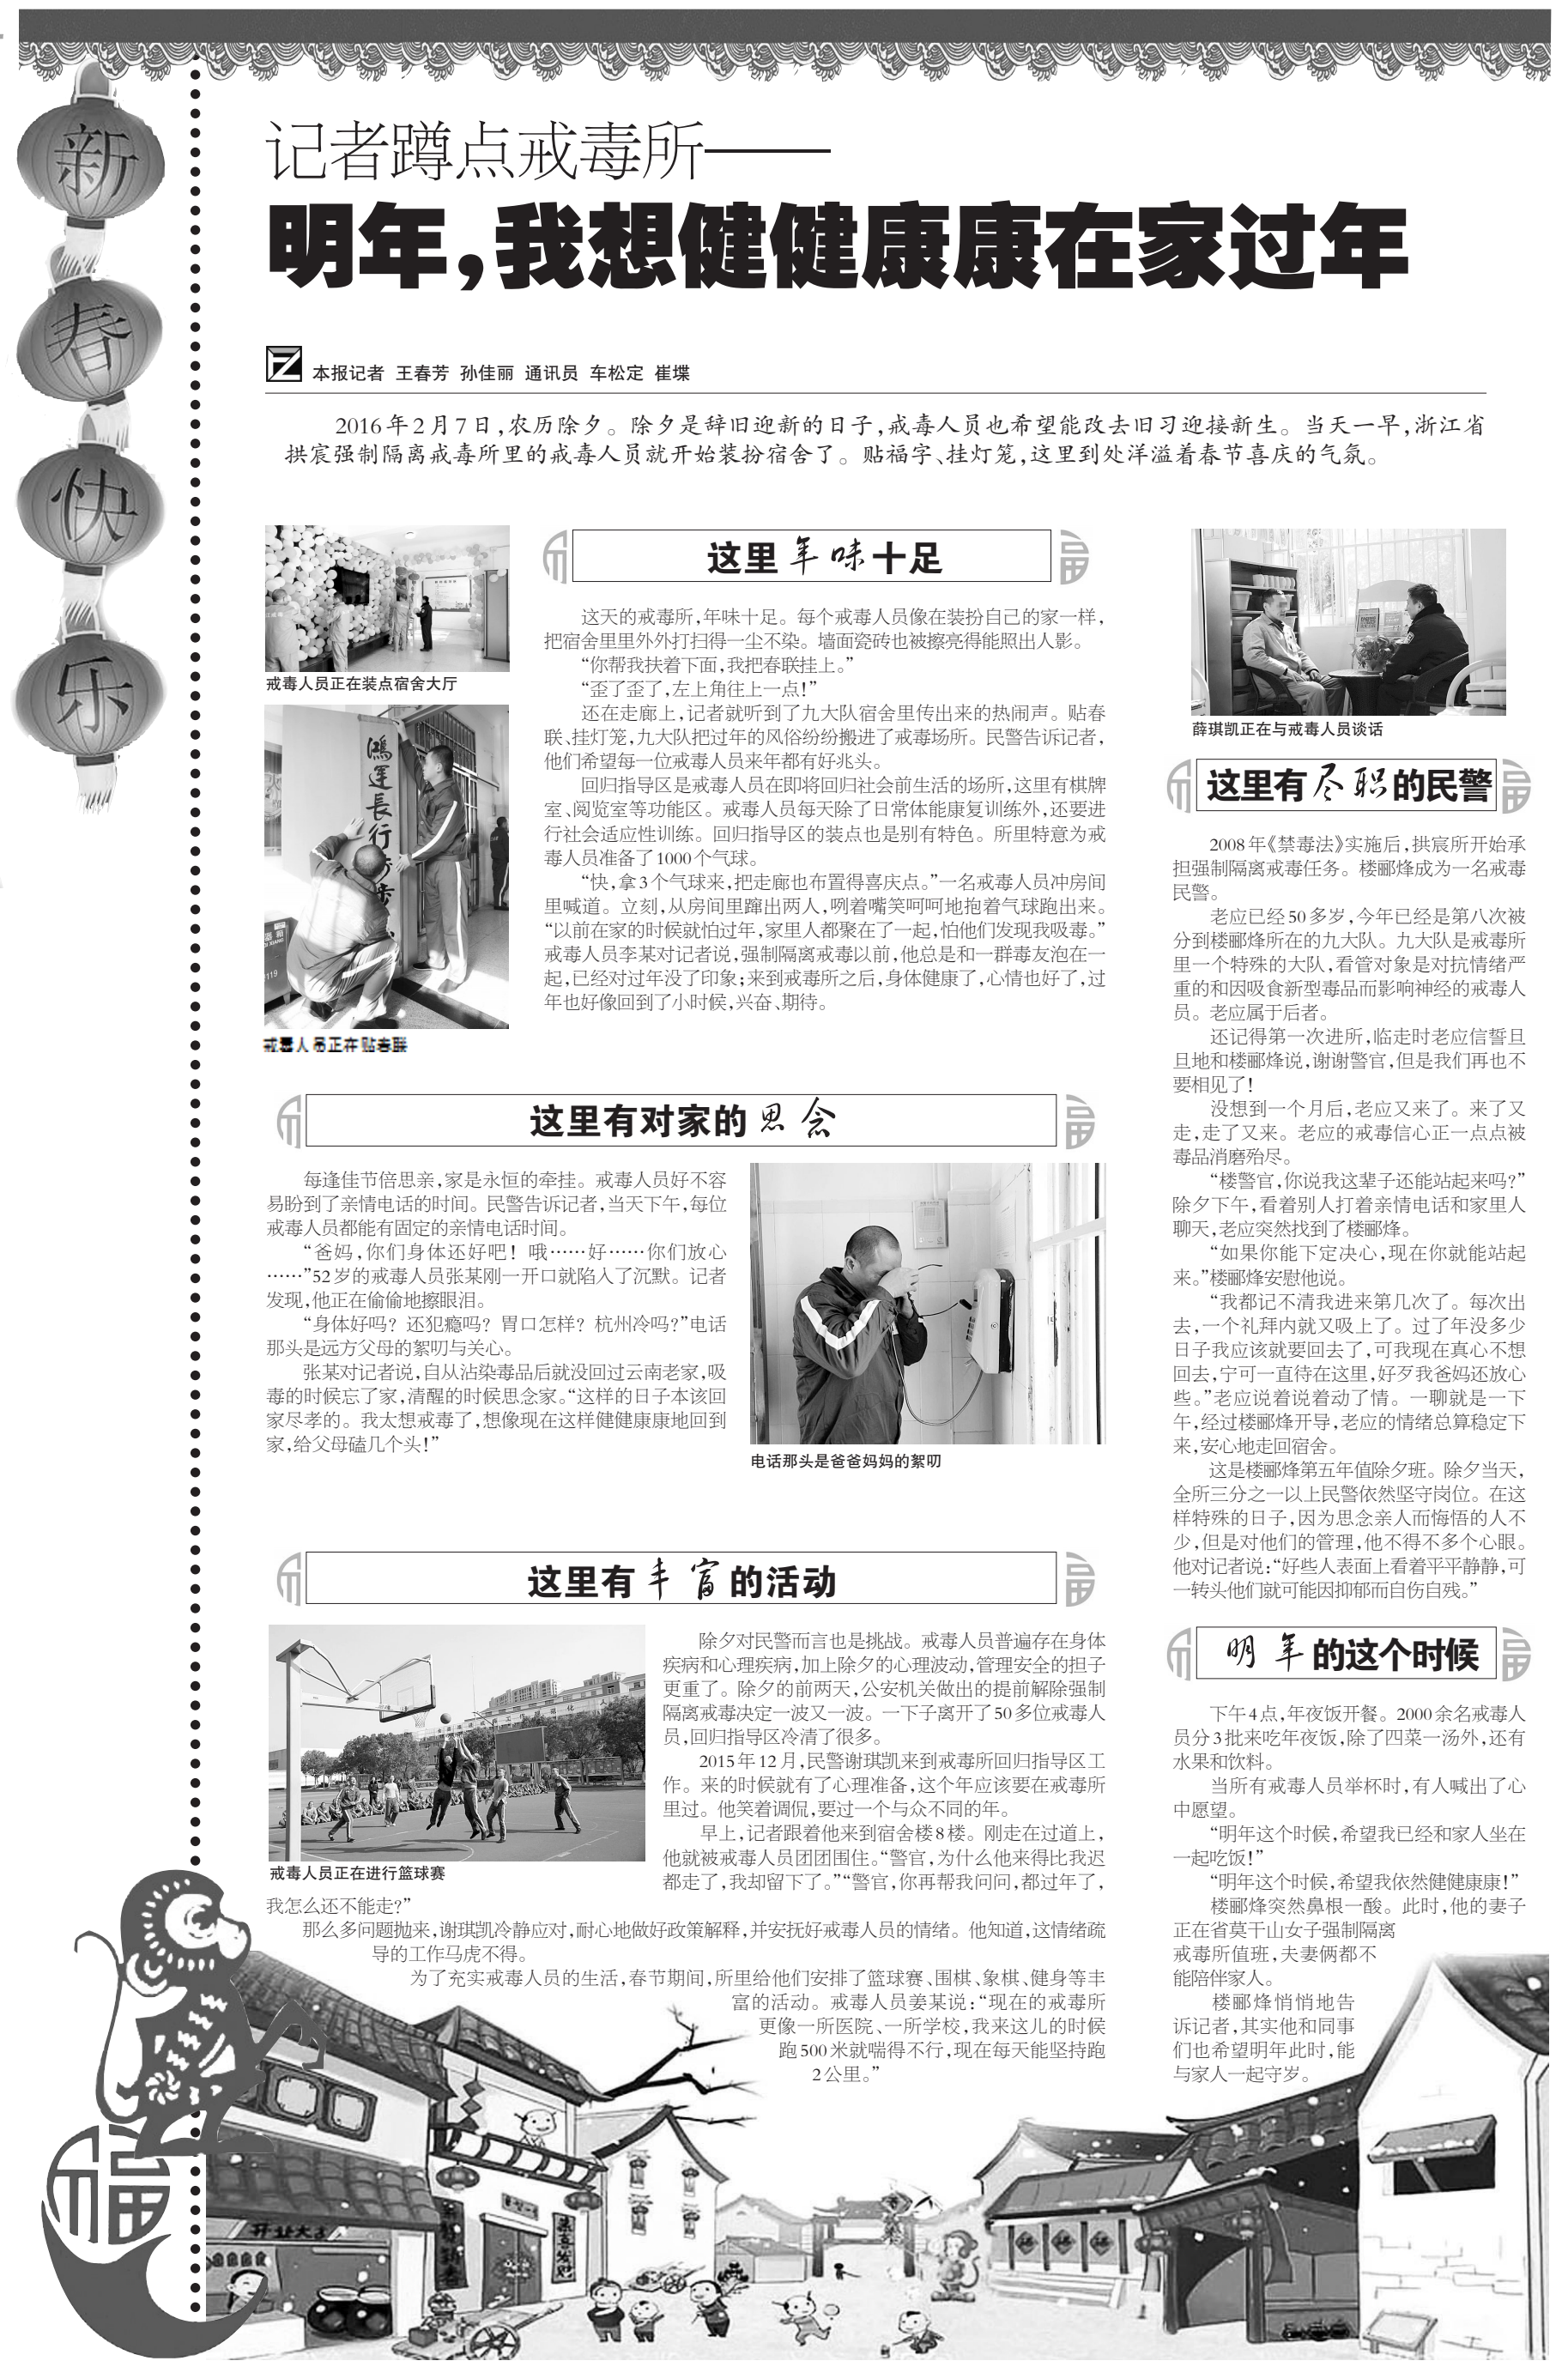 新
春
快
乐
记者蹲点戒毒所——
明年,我想健健康康在家过年
本报记者 王春芳 孙佳丽 通讯员 车松定 崔堞
2016年2月7日,农历除夕。除夕是辞旧迎新的日子,戒毒人员也希望能改去旧习迎接新生。当天一早,浙江省
拱宸强制隔离戒毒所里的戒毒人员就开始装扮宿舍了。贴福字、挂灯笼,这里到处洋溢着春节喜庆的气氛。
戒毒人员正在装点宿舍大厅
鴻運長行
戒毒人员正在贴春联
这里年味十足
这天的戒毒所,年味十足。每个戒毒人员像在装扮自己的家一样,
把宿舍里里外外打扫得一尘不染。墙面瓷砖也被擦亮得能照出人影。
“你帮我扶着下面,我把春联挂上。”
“歪了歪了,左上角往上一点!”
还在走廊上,记者就听到了九大队宿舍里传出来的热闹声。贴春
联、挂灯笼,九大队把过年的风俗纷纷搬进了戒毒场所。民警告诉记者,
他们希望每一位戒毒人员来年都有好兆头。
回归指导区是戒毒人员在即将回归社会前生活的场所,这里有棋牌
室、阅览室等功能区。戒毒人员每天除了日常体能康复训练外,还要进
行社会适应性训练。回归指导区的装点也是别有特色。所里特意为戒
毒人员准备了1000个气球。
“快,拿3个气球来,把走廊也布置得喜庆点。”一名戒毒人员冲房间
里喊道。立刻,从房间里蹿出两人,咧着嘴笑呵呵地抱着气球跑出来。
“以前在家的时候就怕过年,家里人都聚在了一起,怕他们发现我吸毒。”
戒毒人员李某对记者说,强制隔离戒毒以前,他总是和一群毒友泡在一
起,已经对过年没了印象;来到戒毒所之后,身体健康了,心情也好了,过
年也好像回到了小时候,兴奋、期待。
这里有对家的思念
每逢佳节倍思亲,家是永恒的牵挂。戒毒人员好不容
易盼到了亲情电话的时间。民警告诉记者,当天下午,每位
戒毒人员都能有固定的亲情电话时间。
“爸妈,你们身体还好吧!哦……好……你们放心
……”52岁的戒毒人员张某刚一开口就陷入了沉默。记者
发现,他正在偷偷地擦眼泪。
“身体好吗?还犯瘾吗?胃口怎样?杭州冷吗?”电话
那头是远方父母的絮叨与关心。
张某对记者说,自从沾染毒品后就没回过云南老家,吸
毒的时候忘了家,清醒的时候思念家。“这样的日子本该回
家尽孝的。我太想戒毒了,想像现在这样健健康康地回到
家,给父母磕几个头!”
电话那头是爸爸妈妈的絮叨
这里有丰富的活动
戒毒人员正在进行篮球赛
除夕对民警而言也是挑战。戒毒人员普遍存在身体
疾病和心理疾病,加上除夕的心理波动,管理安全的担子
更重了。除夕的前两天,公安机关做出的提前解除强制
隔离戒毒决定一波又一波。一下子离开了50多位戒毒人
员,回归指导区冷清了很多。
2015年12月,民警谢琪凯来到戒毒所回归指导区工
作。来的时候就有了心理准备,这个年应该要在戒毒所
里过。他笑着调侃,要过一个与众不同的年。
早上,记者跟着他来到宿舍楼8楼。刚走在过道上,
他就被戒毒人员团团围住。“警官,为什么他来得比我迟
都走了,我却留下了。”“警官,你再帮我问问,都过年了,
我怎么还不能走?”
那么多问题抛来,谢琪凯冷静应对,耐心地做好政策解释,并安抚好戒毒人员的情绪。他知道,这情绪疏
导的工作马虎不得。
为了充实戒毒人员的生活,春节期间,所里给他们安排了篮球赛、围棋、象棋、健身等丰
富的活动。戒毒人员姜某说:“现在的戒毒所
更像一所医院、一所学校,我来这儿的时候
跑500米就喘得不行,现在每天能坚持跑
2公里。”
薛琪凯正在与戒毒人员谈话
这里有尽职的民警
2008年《禁毒法》实施后,拱宸所开始承
担强制隔离戒毒任务。楼郦烽成为一名戒毒
民警。
老应已经50多岁,今年已经是第八次被
分到楼郦烽所在的九大队。九大队是戒毒所
里一个特殊的大队,看管对象是对抗情绪严
重的和因吸食新型毒品而影响神经的戒毒人
员。老应属于后者。
还记得第一次进所,临走时老应信誓旦
旦地和楼郦烽说,谢谢警官,但是我们再也不
要相见了!
没想到一个月后,老应又来了。来了又
走,走了又来。老应的戒毒信心正一点点被
毒品消磨殆尽。
“楼警官,你说我这辈子还能站起来吗?”
除夕下午,看着别人打着亲情电话和家里人
聊天,老应突然找到了楼郦烽。
“如果你能下定决心,现在你就能站起
来。”楼郦烽安慰他说。
“我都记不清我进来第几次了。每次出
去,一个礼拜内就又吸上了。过了年没多少
日子我应该就要回去了,可我现在真心不想
回去,宁可一直待在这里,好歹我爸妈还放心
些。”老应说着说着动了情。一聊就是一下
午,经过楼郦烽开导,老应的情绪总算稳定下
来,安心地走回宿舍。
这是楼郦烽第五年值除夕班。除夕当天,
全所三分之一以上民警依然坚守岗位。在这
样特殊的日子,因为思念亲人而悔悟的人不
少,但是对他们的管理,他不得不多个心眼。
他对记者说:“好些人表面上看着平平静静,可
一转头他们就可能因抑郁而自伤自残。”
明年的这个时候
下午4点,年夜饭开餐。2000余名戒毒人
员分3批来吃年夜饭,除了四菜一汤外,还有
水果和饮料。
当所有戒毒人员举杯时,有人喊出了心
中愿望。
“明年这个时候,希望我已经和家人坐在
一起吃饭!”
“明年这个时候,希望我依然健健康康!”
楼郦烽突然鼻根一酸。此时,他的妻子
正在省莫干山女子强制隔离
戒毒所值班,夫妻俩都不
能陪伴家人。
楼郦烽悄悄地告
诉记者,其实他和同事
们也希望明年此时,能
与家人一起守岁。
福
开业大吉
恭喜发财